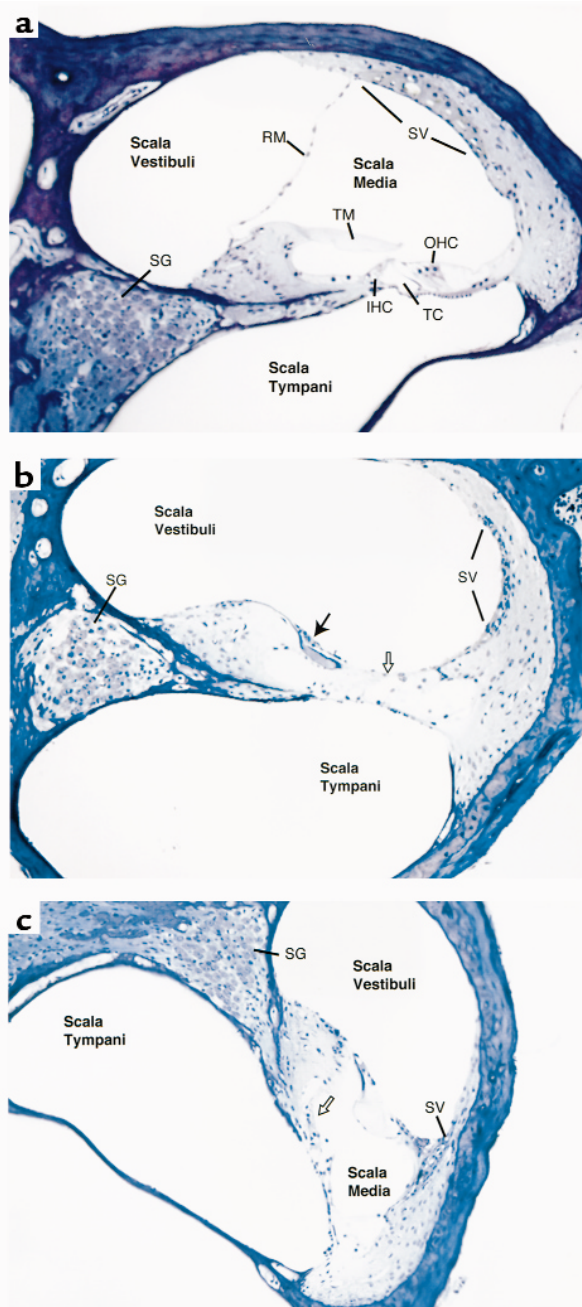 a
Scala
Vestibuli
RM
SV
Scala
Media
TM
OHC
SG
IHC
TC
Scala
Tympani
b
Scala
Vestibuli
SG
SV
Scala
Tympani
c
SG
Scala
Vestibuli
Scala
Tympani
SV
Scala
Media